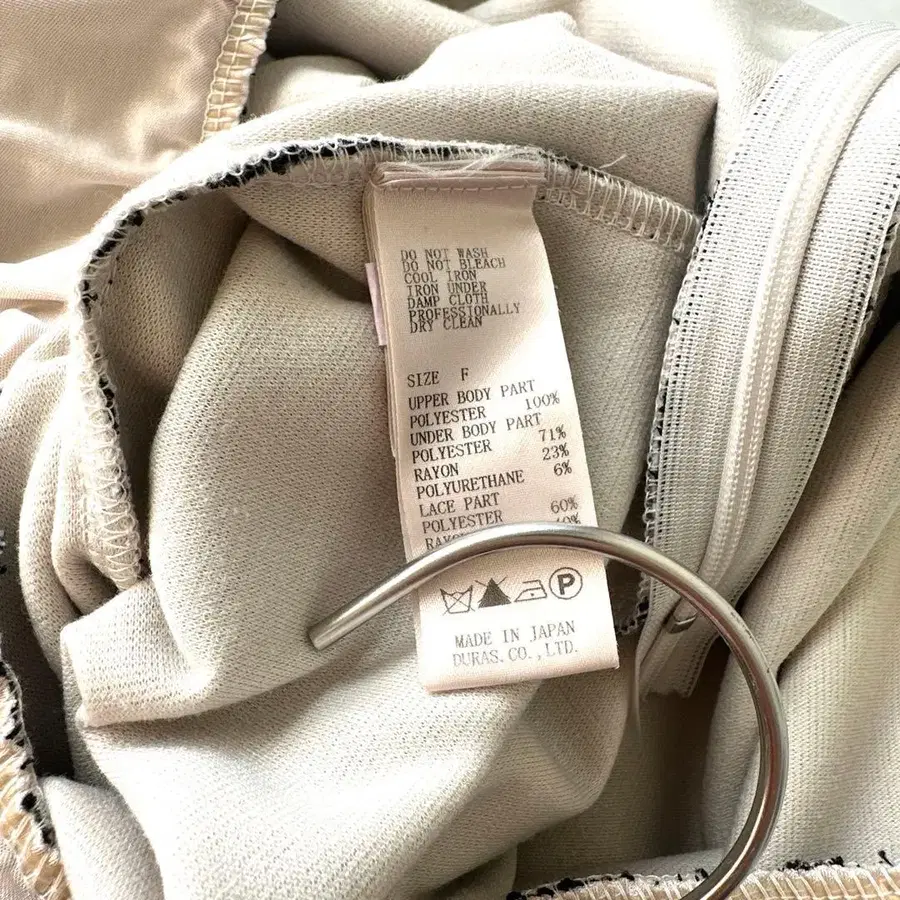 DO NOT WASH
DO NOT BLEACH
COOL IRON
IRON UNDER
DAMP CLOTH
PROFESSIONALLY
DRY CLEAN
SIZE F
UPPER BODY PART
POLYESTER 100%
UNDER BODY PART
POLYESTER 71%
RAYON 23%
POLYURETHANE 6%
LACE PART
POLYESTER 60%
P
MADE IN JAPAN
DURAS.CO.,LTD.